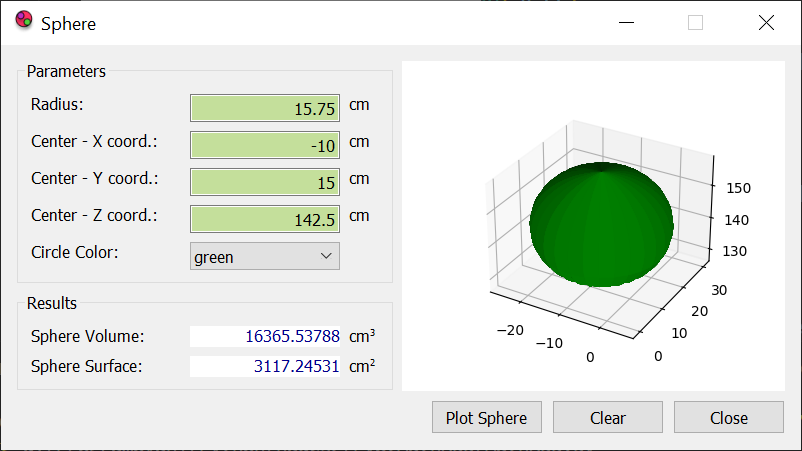 Sphere
Parameters
Radius: 15.75 cm
Center - X coord.: -10 cm
Center - Y coord.: 15 cm
Center - Z coord.: 142.5 cm
Circle Color: green
Results
Sphere Volume: 16365.53788 cm³
Sphere Surface: 3117.24531 cm²
150
140
130
30
20
10
0
−20
−10
0
Plot Sphere Clear Close